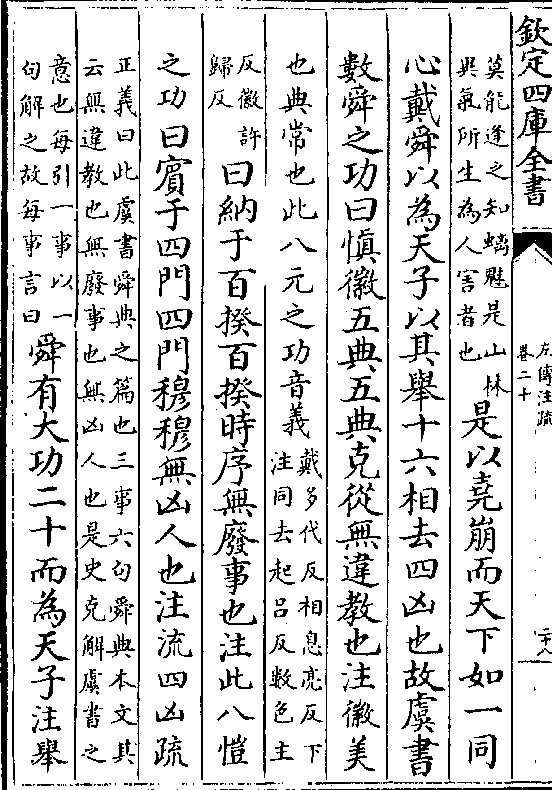 欽定四庫全書
左傳注疏
卷二十
二十八
莫能逢之知螭魅是山林
異氣所生為人害者也
是以堯崩而天下如一同
心戴舜以為天子以其舉十六相去四凶也故虞書
數舜之功曰慎徽五典五典克從無違教也注徽美
也典常也此八元之功音義
戴多代反相息亮反下
注同去起呂反數色主
反徽許
歸反
曰納于百揆百揆時序無廢事也注此八愷
之功曰賓于四門四門穆穆無凶人也注流四凶疏
正義曰此虞書舜典之篇也三事六句舜典本文其
云無違教也無廢事也無凶人也是史克解虞書之
意也每引一事以一
句解之故每事言曰
舜有大功二十而為天子注舉